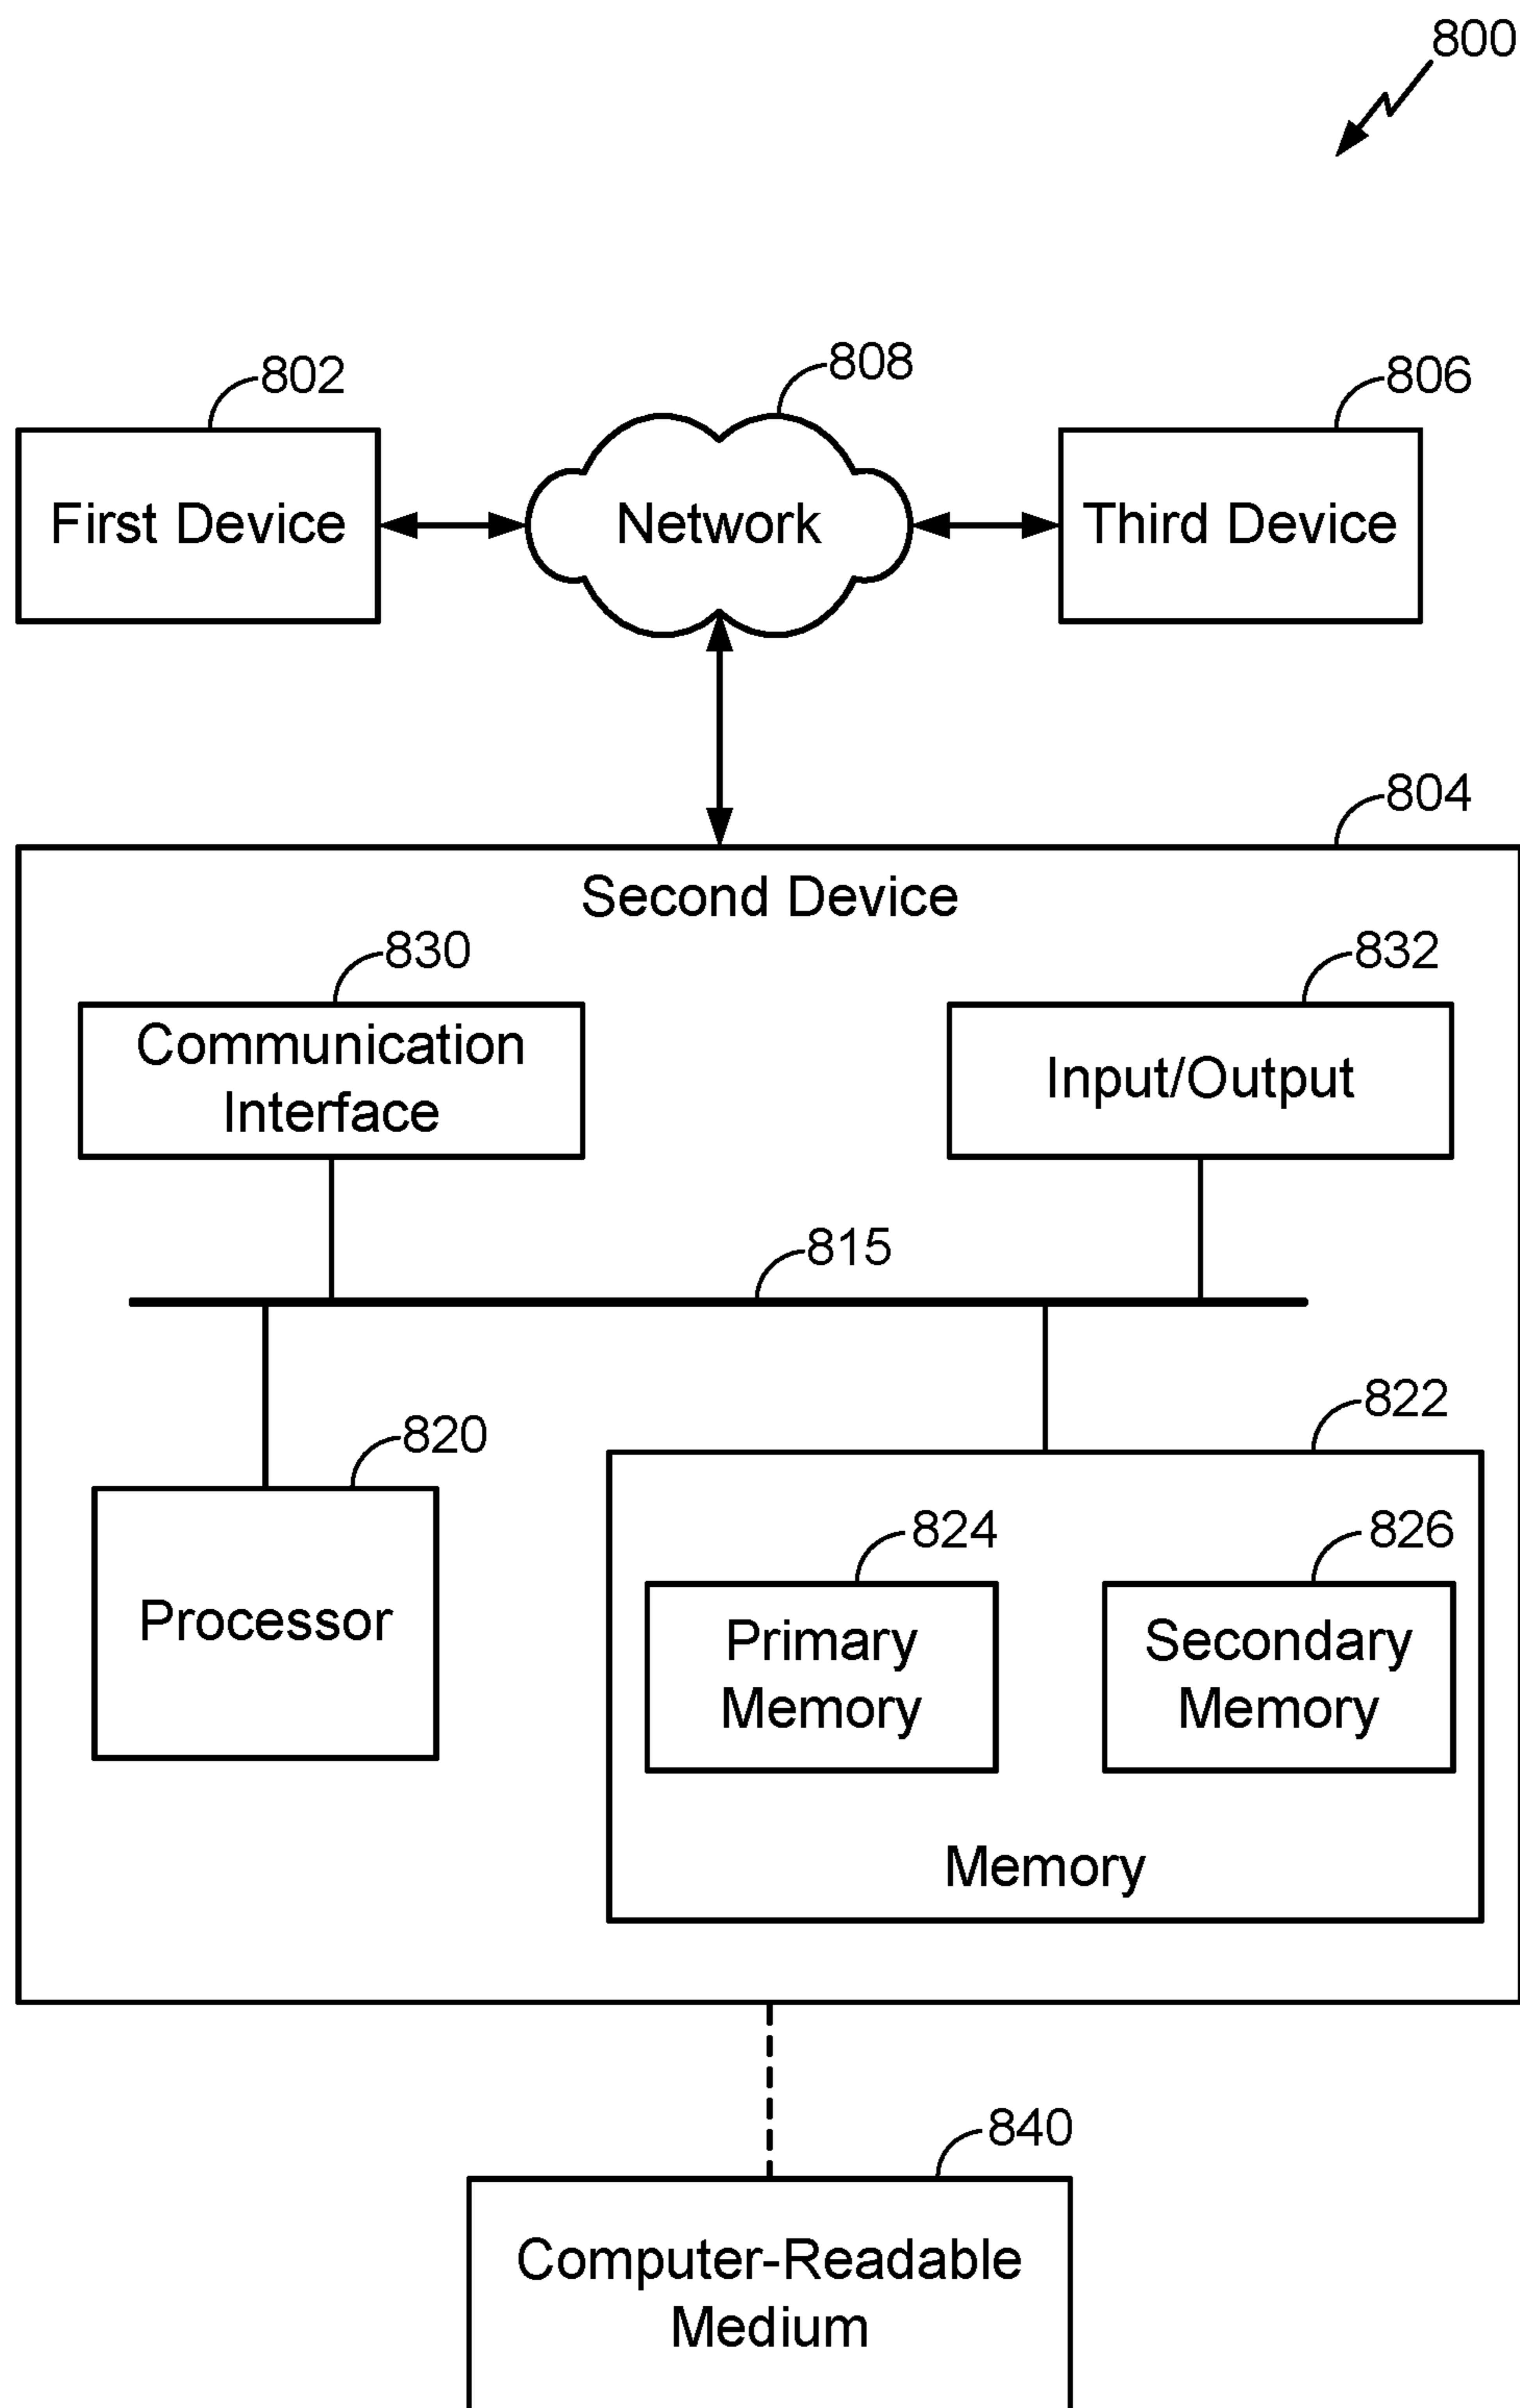 800
802
808
806
First Device
Network
Third Device
804
Second Device
830
832
Communication
Interface
Input/Output
815
822
820
824
826
Processor
Primary
Memory
Secondary
Memory
Memory
840
Computer-Readable
Medium